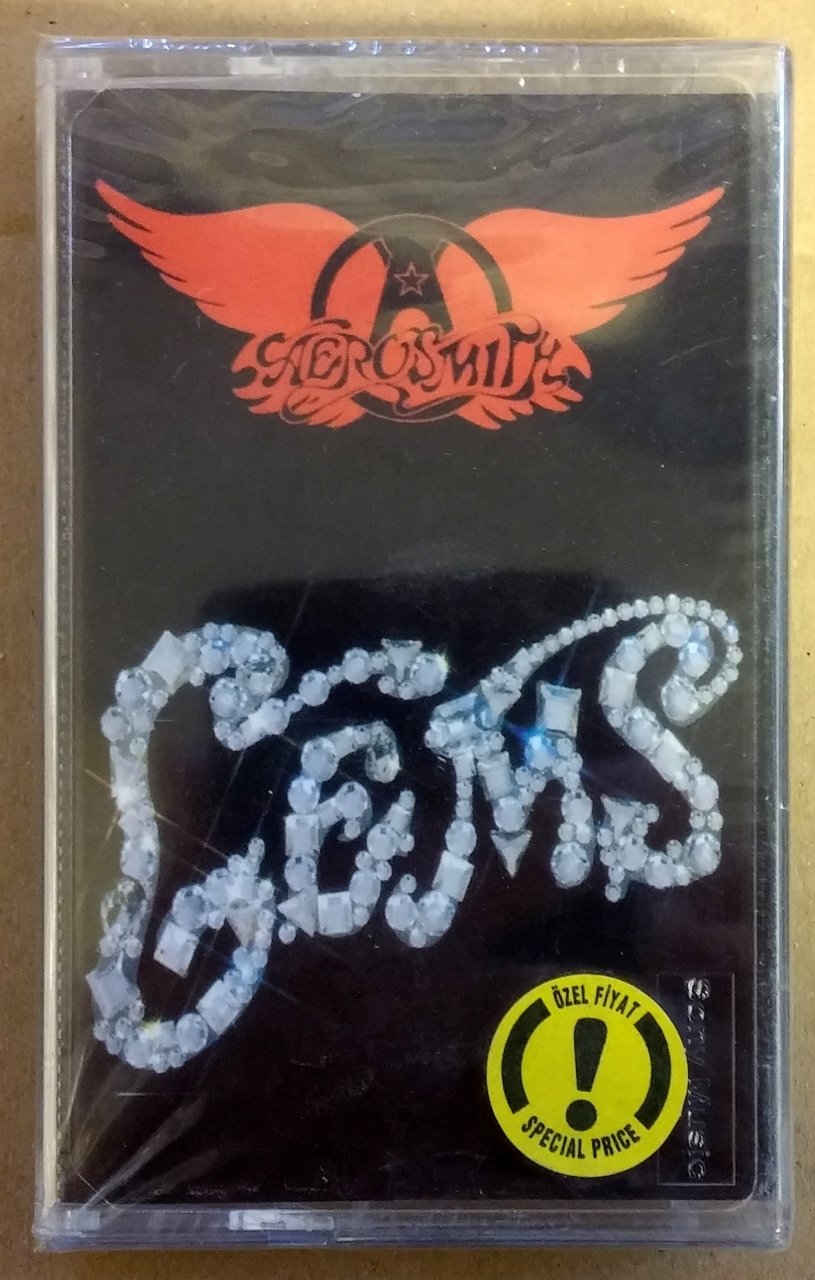 AEROSMITH
GEMS
ÖZEL FİYAT
!
SPECIAL PRICE
Sony Music